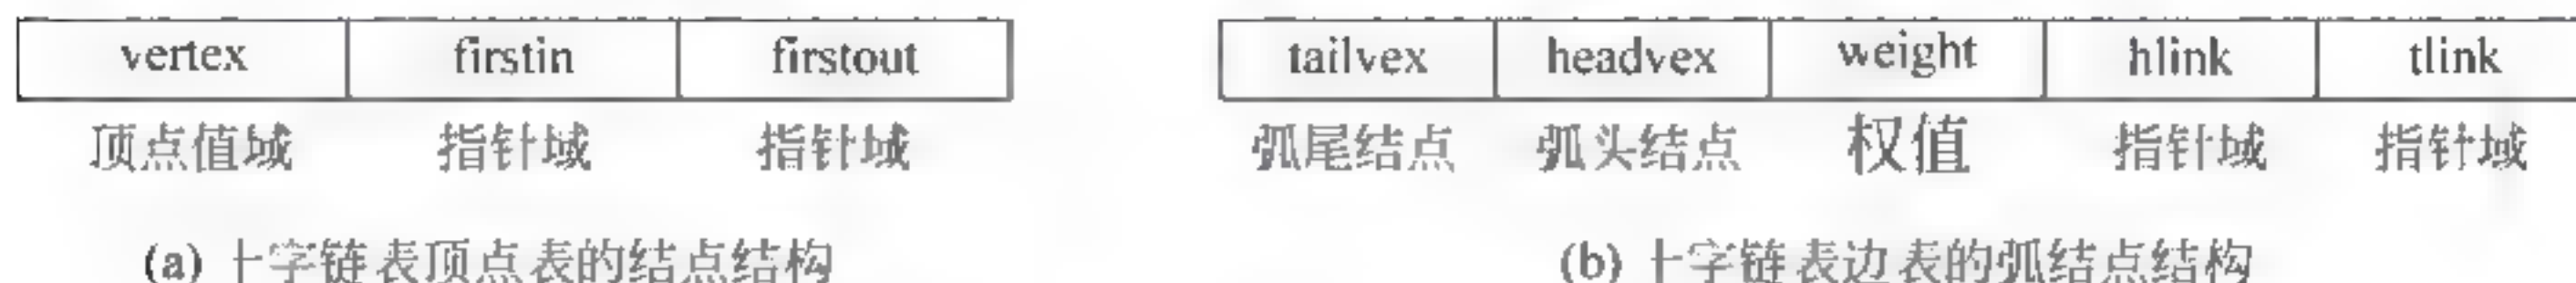 vertex firstin firstout tailvex headvex weight hlink tlink
顶点值域 指针域 指针域 弧尾结点 弧头结点 权值 指针域 指针域
(a) 十字链表顶点表的结点结构 (b) 十字链表边表的弧结点结构